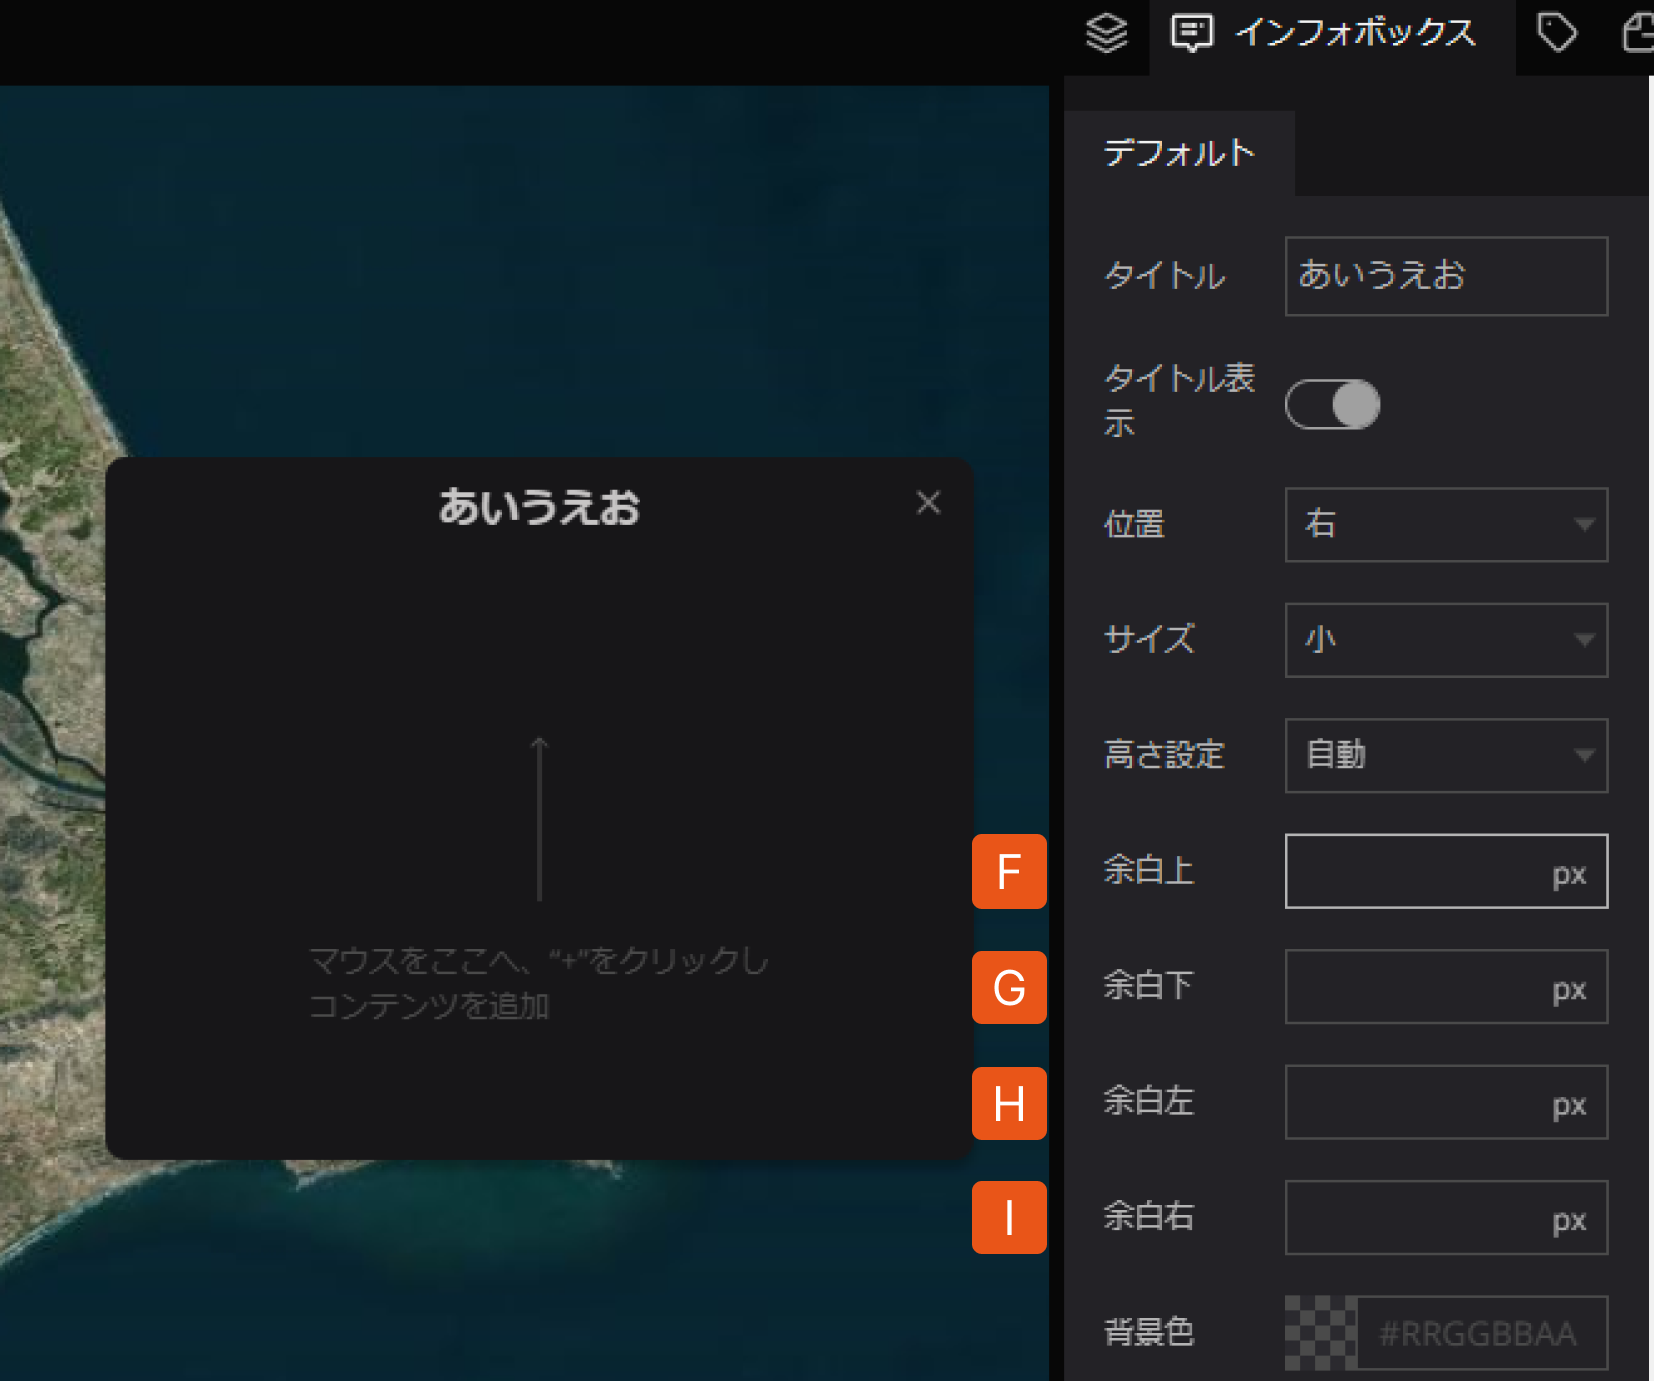 インフォボックス
デフォルト
タイトル
あいうえお
タイトル表
示
位置
右
サイズ
小
高さ設定
自動
F
余白上
px
G
余白下
px
H
余白左
px
I
余白右
px
背景色
#RRGGBBAA
あいうえお
マウスをここへ、“+”をクリックし
コンテンツを追加